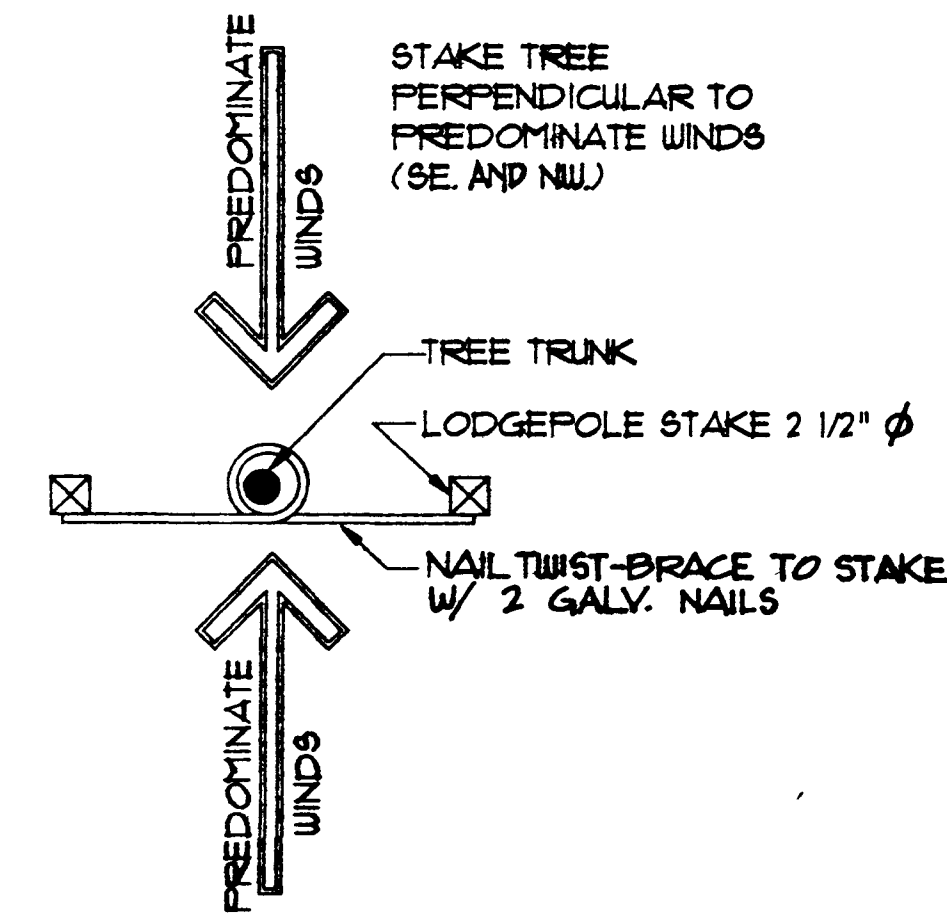 PREDOMINATE
WINDS
STAKE TREE
PERPENDICULAR TO
PREDOMINATE WINDS
(SE. AND NW.)
TREE TRUNK
LODGEPOLE STAKE 2 1/2" Ø
NAIL TWIST-BRACE TO STAKE
W/ 2 GALV. NAILS
PREDOMINATE
WINDS